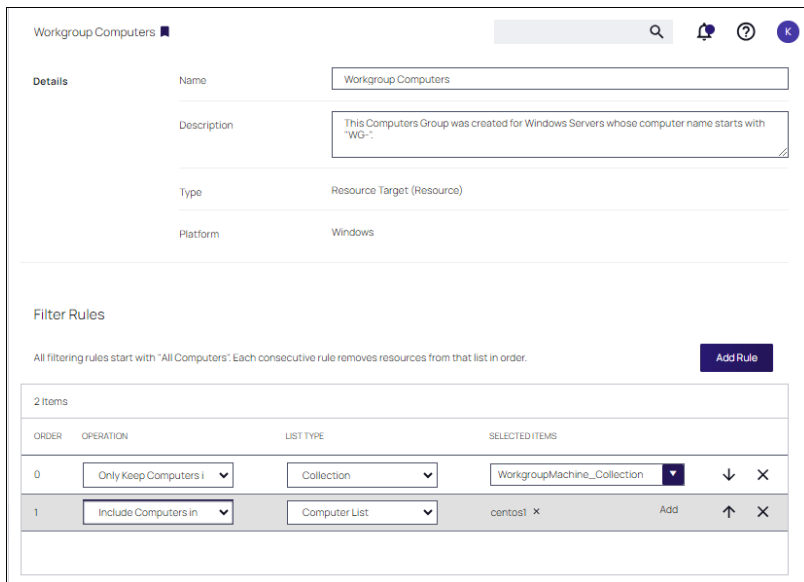 Workgroup Computers
K
Details
Name
Workgroup Computers
Description
This Computers Group was created for Windows Servers whose computer name starts with
"WG-".
Type
Resource Target (Resource)
Platform
Windows
Filter Rules
All filtering rules start with "All Computers". Each consecutive rule removes resources from that list in order.
Add Rule
2 Items
ORDER OPERATION LIST TYPE SELECTED ITEMS
0 Only Keep Computers i Collection WorkgroupMachine_Collection
1 Include Computers in Computer List centos1 × Add